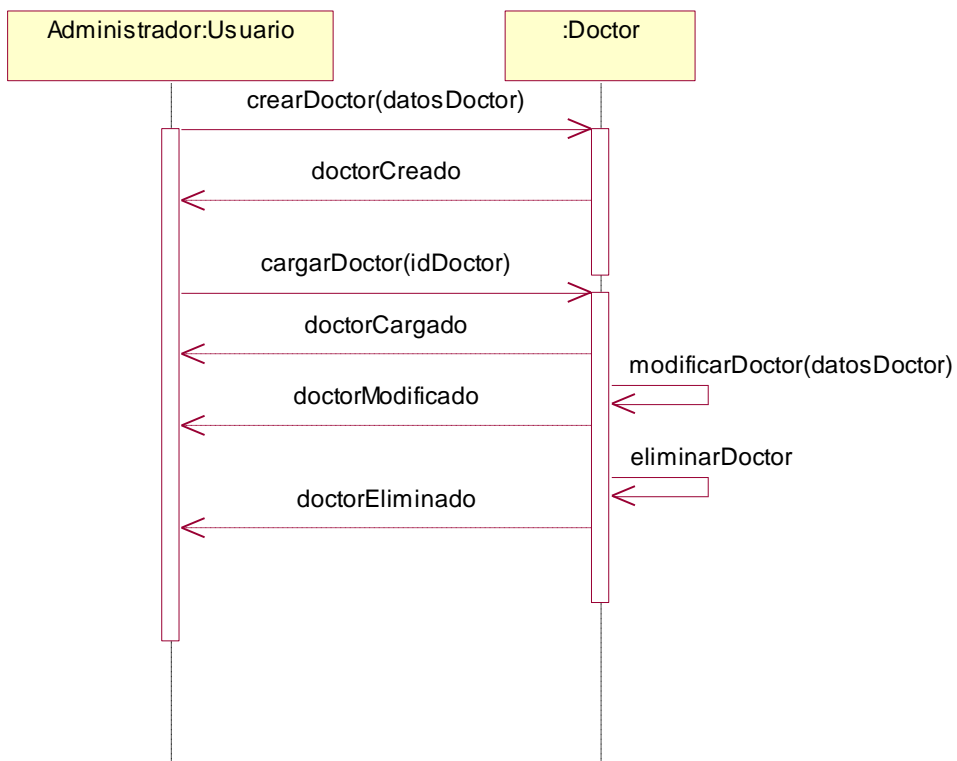 Administrador:Usuario
:Doctor
crearDoctor(datosDoctor)
doctorCreado
cargarDoctor(idDoctor)
doctorCargado
modificarDoctor(datosDoctor)
doctorModificado
eliminarDoctor
doctorEliminado